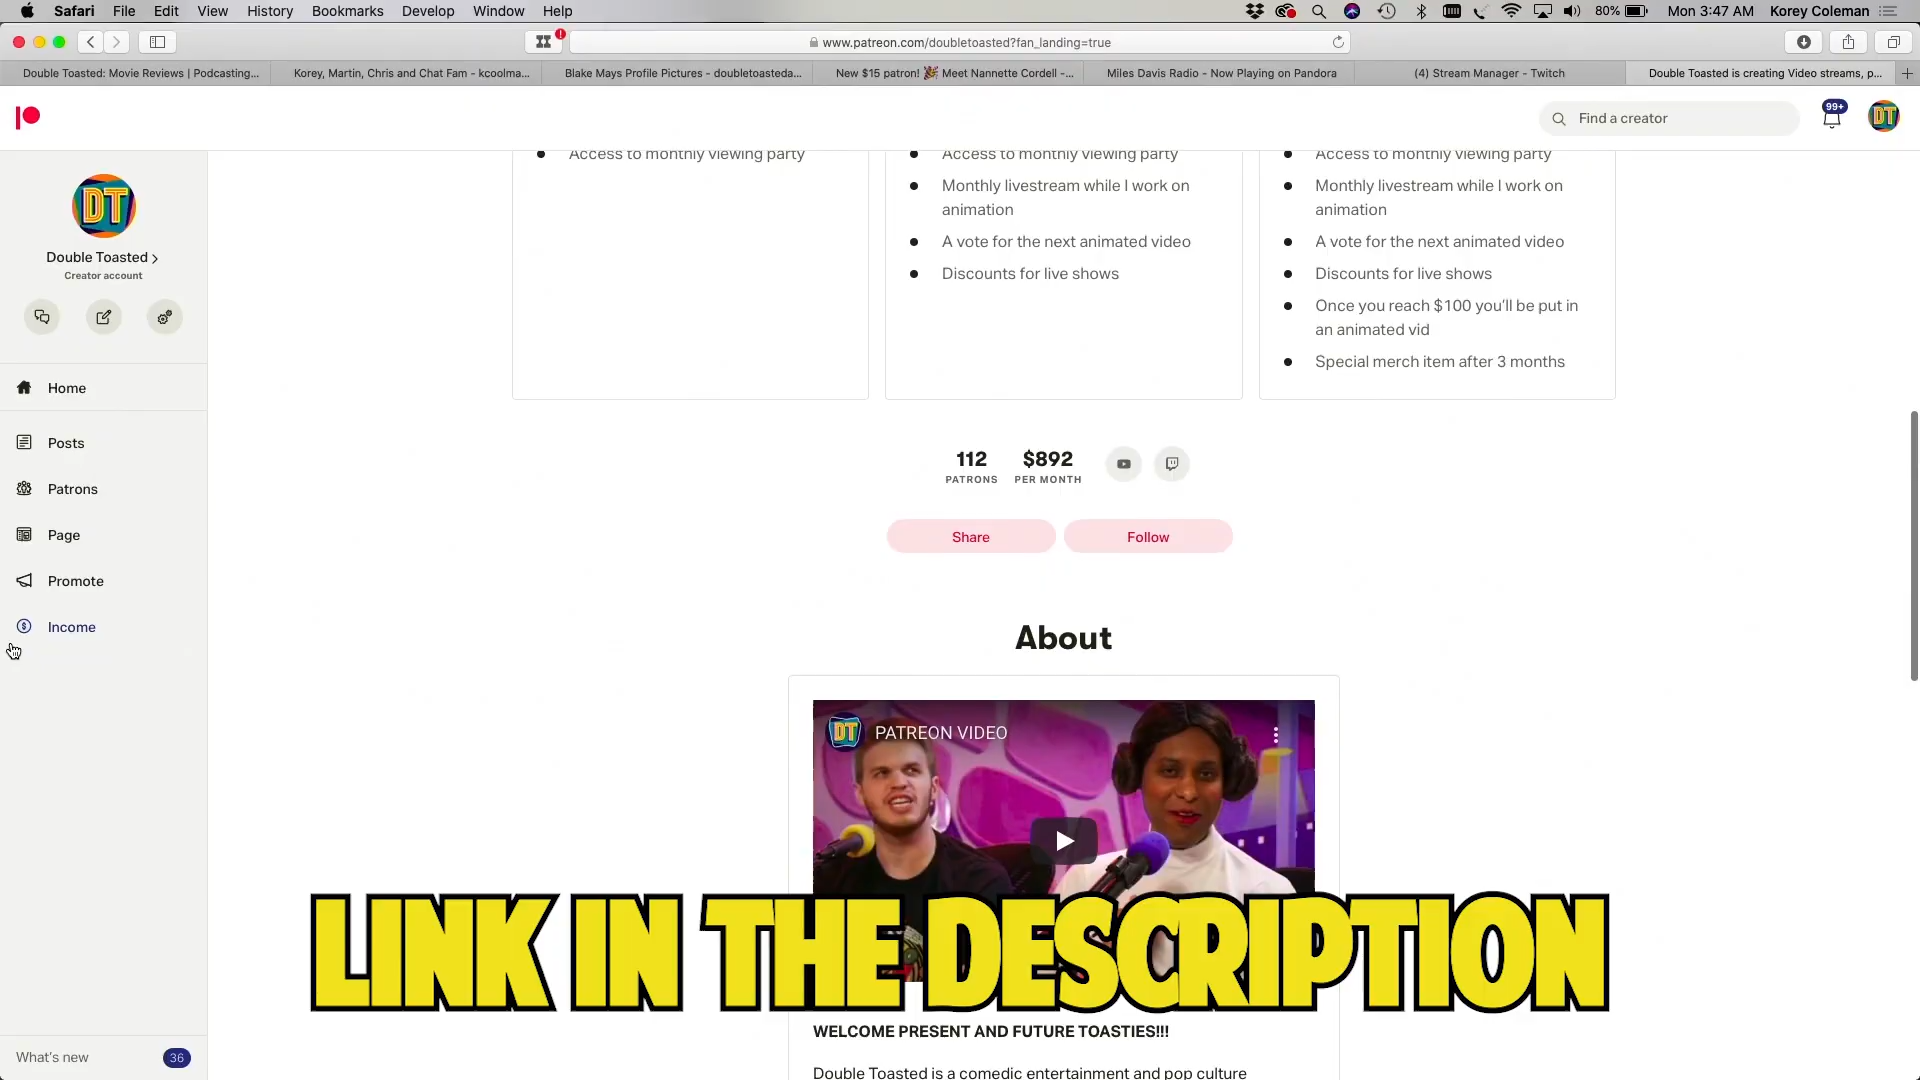 Safari File Edit View History Bookmarks Develop Window Help
80% Mon 3:47 AM Korey Coleman
www.patreon.com/doubletoasted?fan_landing=true
Double Toasted: Movie Reviews | Podcasting...
Korey, Martin, Chris and Chat Fam - kcoolma...
Blake Mays Profile Pictures - doubletoasteda...
New $15 patron! 🎉 Meet Nannette Cordell -...
Miles Davis Radio - Now Playing on Pandora
(4) Stream Manager - Twitch
Double Toasted is creating Video streams, p...
Find a creator
99+
DT
DT
Double Toasted
Creator account
Home
Posts
Patrons
Page
Promote
Income
What's new 36
Access to monthly viewing party
Access to monthly viewing party
Monthly livestream while I work on
animation
A vote for the next animated video
Discounts for live shows
Access to monthly viewing party
Monthly livestream while I work on
animation
A vote for the next animated video
Discounts for live shows
Once you reach $100 you'll be put in
an animated vid
Special merch item after 3 months
112
PATRONS
$892
PER MONTH
Share
Follow
About
DT PATREON VIDEO
LINK IN THE DESCRIPTION
WELCOME PRESENT AND FUTURE TOASTIES!!!
Double Toasted is a comedic entertainment and pop culture